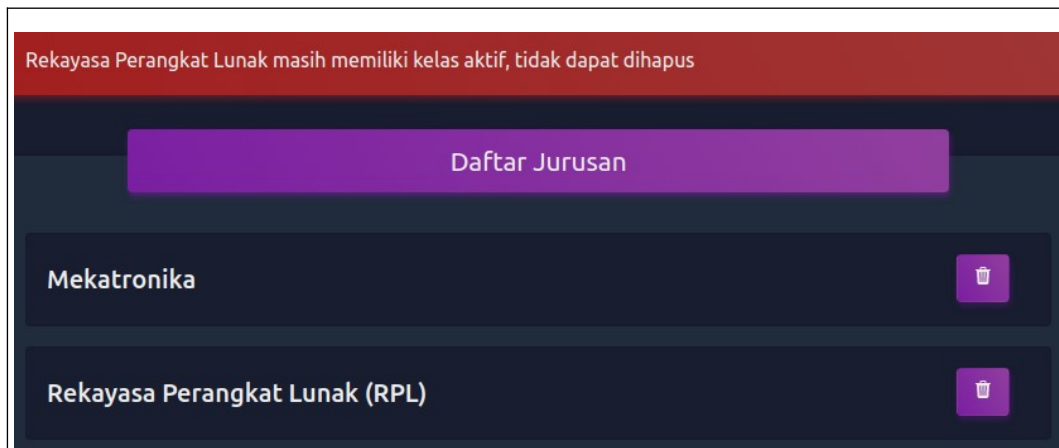 Rekayasa Perangkat Lunak masih memiliki kelas aktif, tidak dapat dihapus
Daftar Jurusan
Mekatronika
Rekayasa Perangkat Lunak (RPL)